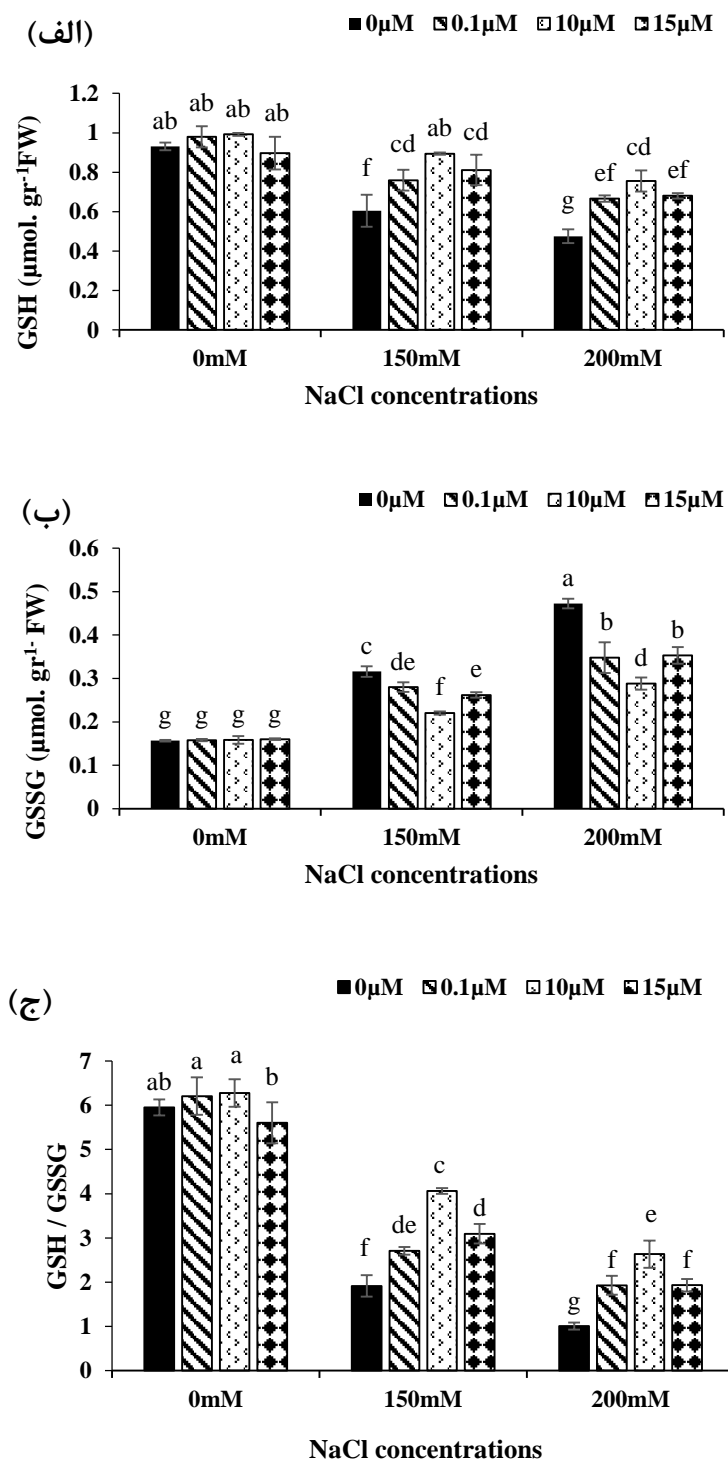 (الف)
■0µM ▧0.1µM ▨10µM ▩15µM
ab ab ab ab
f cd ab cd
g ef cd ef
1.2
1
0.8
0.6
0.4
0.2
0
GSH (µmol. gr-1FW)
0mM 150mM 200mM
NaCl concentrations
(ب)
0µM 0.1µM 10µM 15µM
g g g g
c de f e
a b d b
0.6
0.5
0.4
0.3
0.2
0.1
0
GSSG (µmol. gr1- FW)
0mM 150mM 200mM
NaCl concentrations
(ج)
0µM 0.1µM 10µM 15µM
ab a a b
f de c d
g f e f
7
6
5
4
3
2
1
0
GSH / GSSG
0mM 150mM 200mM
NaCl concentrations